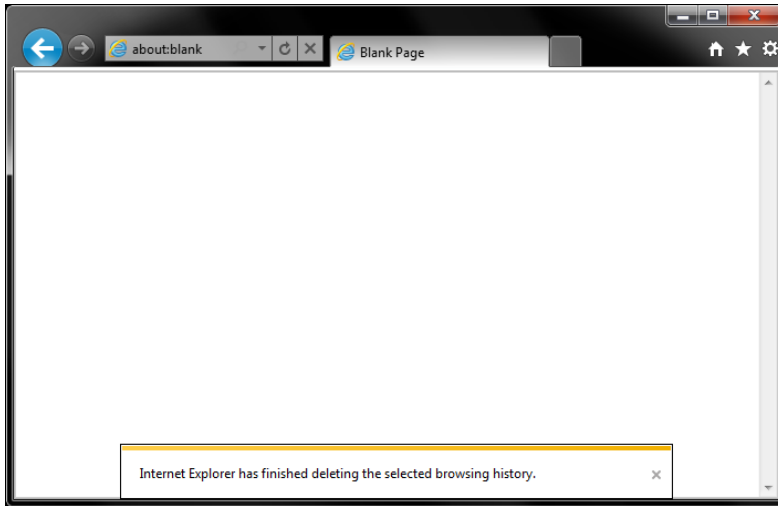 about:blank
Blank Page
Internet Explorer has finished deleting the selected browsing history.